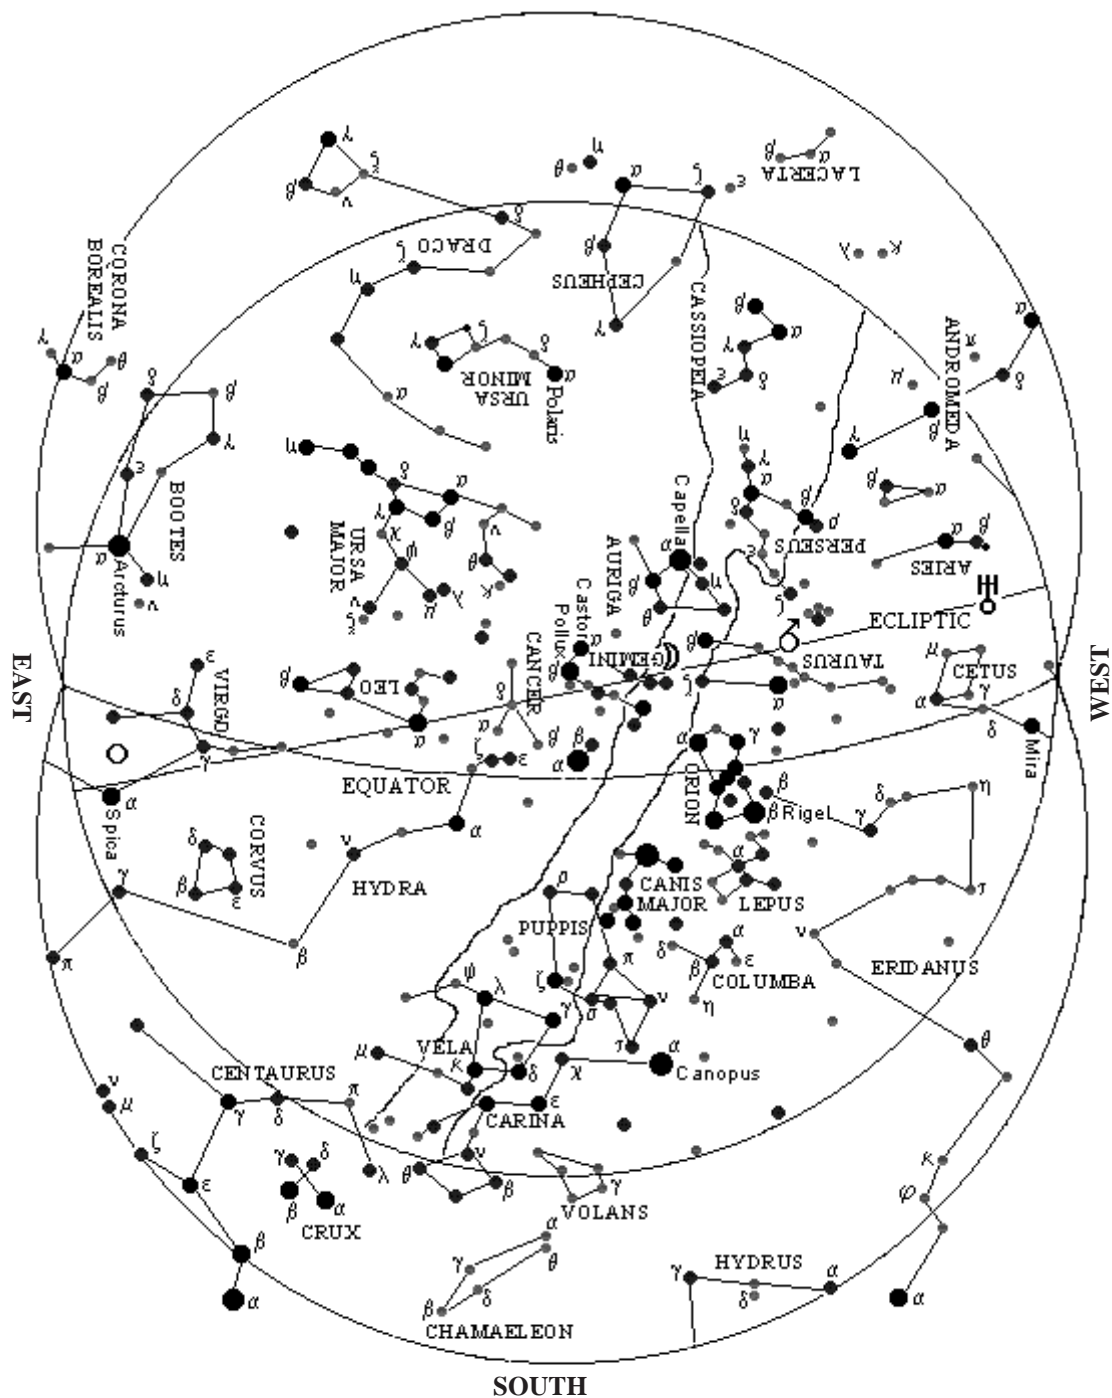 γ
ξ
β
ν
δ
DRACO
ζ
η
θ
η
α
ζ
ε
β
γ
CEPHEUS
β
α
LACERTA
λ
κ
CORONA
BOREALIS
γ
α
β
θ
δ
β
γ
ε
BOOTES
α
Arcturus
η
ν
γ
ζ
δ
URSA
MINOR
α
Polaris
α
CASSIOPEIA
β
α
γ
δ
ε
ANDROMEDA
α
π
δ
μ
β
γ
η
δ
α
γ
β
χ
ψ
URSA
MAJOR
ν
ξ
μ
λ
ν
θ
κ
Capella
α
AURIGA
β
η
θ
η
γ
α
β
ρ
δ
PERSEUS
ε
ζ
β
α
α
β
ARIES
ECLIPTIC
Castor
Pollux
α
β
GEMINI
CANCER
δ
α
β
β
TAURUS
ζ
α
μ
CETUS
α
γ
δ
Mira
EAST
WEST
ε
VIRGO
δ
γ
α
Spica
β
LEO
α
EQUATOR
ζ
ε
β
α
α
γ
ORION
β
Rigel
β
γ
δ
η
δ
CORVUS
β
ε
γ
π
ν
HYDRA
α
β
ρ
PUPPIS
CANIS
MAJOR
α
LEPUS
α
δ
β
ε
COLUMBA
η
ν
τ
ERIDANUS
π
ζ
σ
ν
τ
ψ
λ
γ
VELA
κ
δ
μ
χ
α
Canopus
θ
CENTAURUS
ν
μ
γ
δ
π
λ
ζ
ε
β
α
γ
δ
β
α
CRUX
ε
CARINA
θ
ν
β
γ
VOLANS
κ
φ
α
α
θ
γ
δ
β
CHAMAELEON
γ
HYDRUS
δ
α
SOUTH